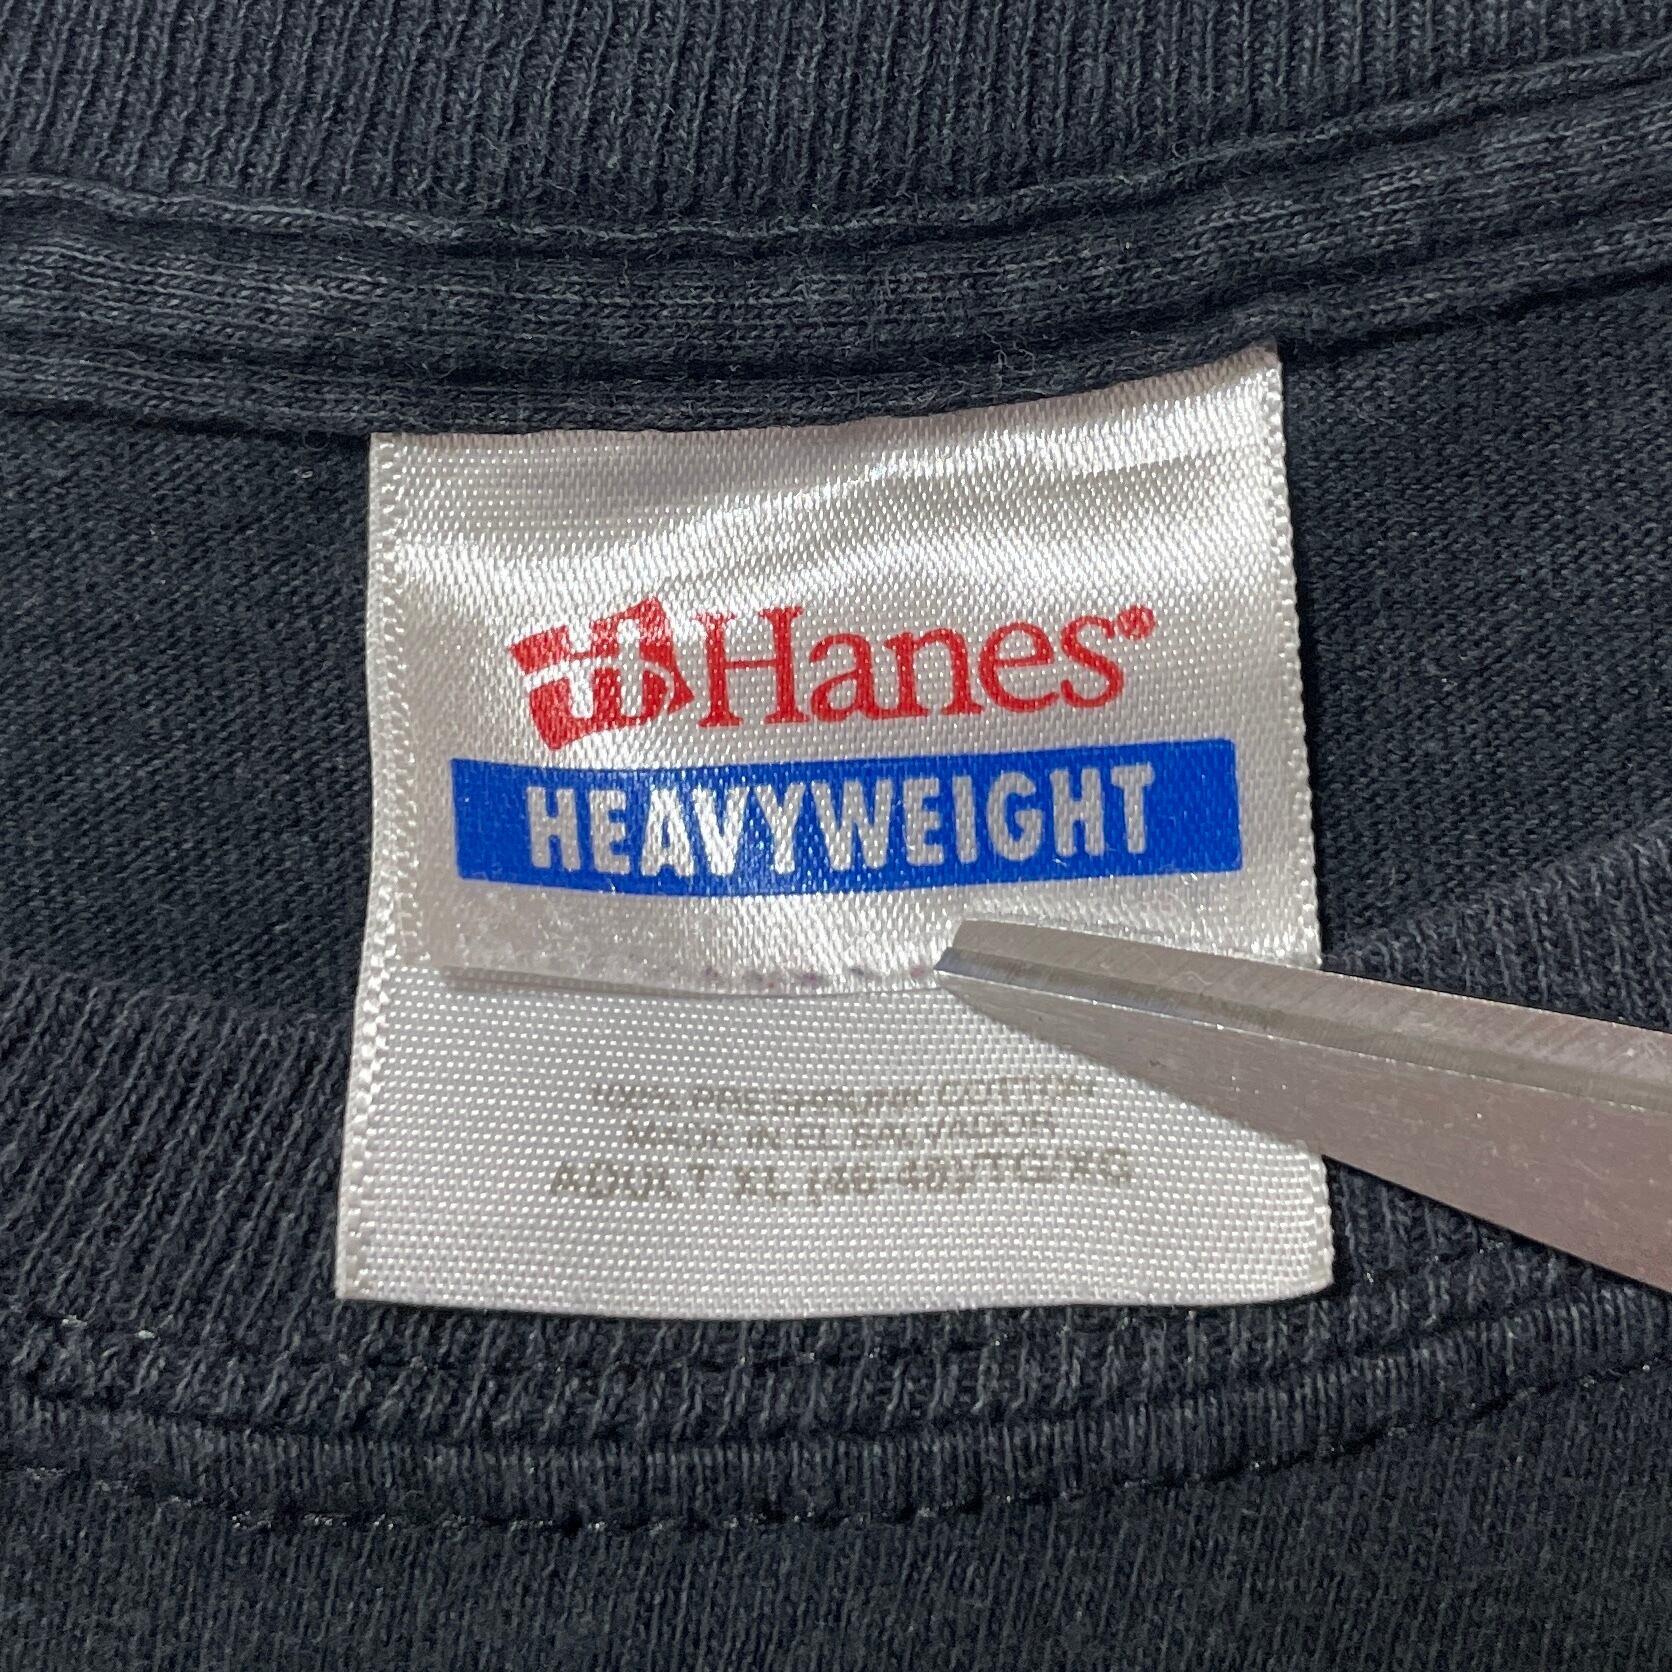 Hanes®
HEAVYWEIGHT
100% PRESHRUNK COTTON
MADE IN EL SALVADOR
ADULT XL (46-48)/TG/XG